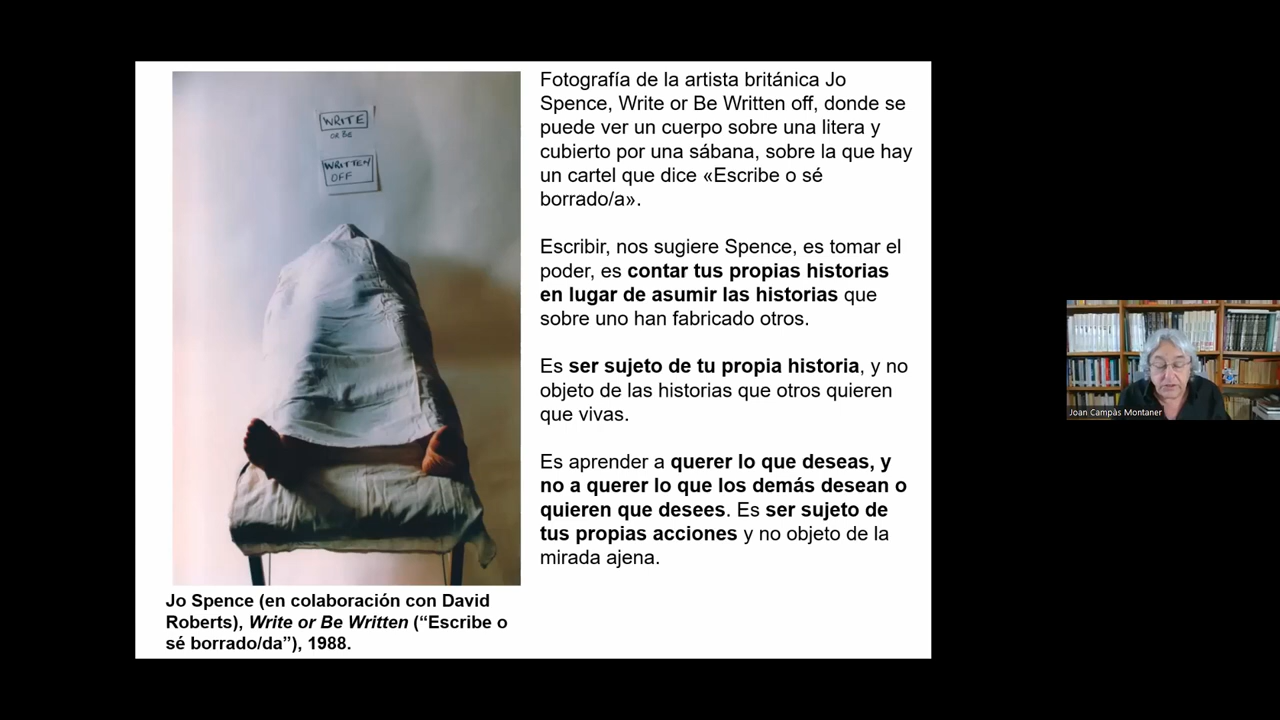 WRITE
OR BE
WRITTEN
OFF
Jo Spence (en colaboración con David
Roberts), Write or Be Written (“Escribe o
sé borrado/da”), 1988.
Fotografía de la artista británica Jo
Spence, Write or Be Written off, donde se
puede ver un cuerpo sobre una litera y
cubierto por una sábana, sobre la que hay
un cartel que dice «Escribe o sé
borrado/a».
Escribir, nos sugiere Spence, es tomar el
poder, es contar tus propias historias
en lugar de asumir las historias que
sobre uno han fabricado otros.
Es ser sujeto de tu propia historia, y no
objeto de las historias que otros quieren
que vivas.
Es aprender a querer lo que deseas, y
no a querer lo que los demás desean o
quieren que desees. Es ser sujeto de
tus propias acciones y no objeto de la
mirada ajena.
Joan Campàs Montaner